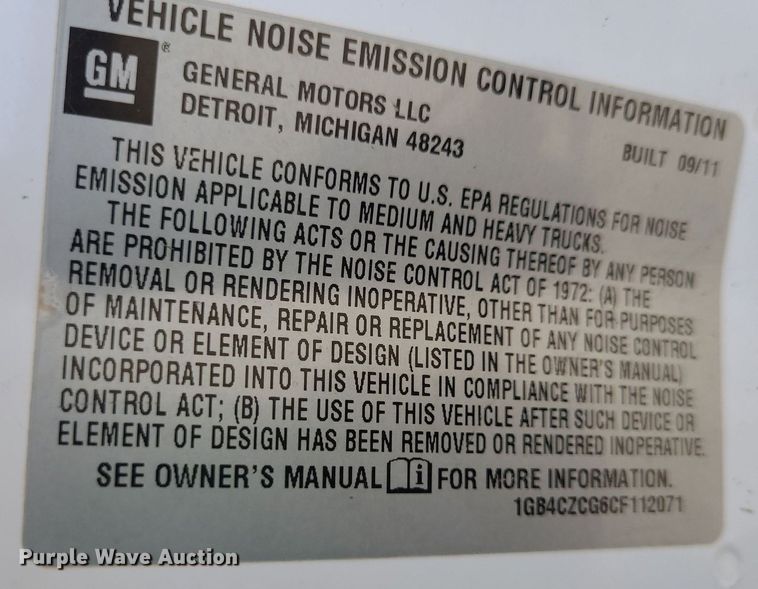 VEHICLE NOISE EMISSION CONTROL INFORMATION
GM ®
GENERAL MOTORS LLC
DETROIT, MICHIGAN 48243
BUILT 09/11
THIS VEHICLE CONFORMS TO U.S. EPA REGULATIONS FOR NOISE
EMISSION APPLICABLE TO MEDIUM AND HEAVY TRUCKS.
THE FOLLOWING ACTS OR THE CAUSING THEREOF BY ANY PERSON
ARE PROHIBITED BY THE NOISE CONTROL ACT OF 1972: (A) THE
REMOVAL OR RENDERING INOPERATIVE, OTHER THAN FOR PURPOSES
OF MAINTENANCE, REPAIR OR REPLACEMENT OF ANY NOISE CONTROL
DEVICE OR ELEMENT OF DESIGN (LISTED IN THE OWNER'S MANUAL)
INCORPORATED INTO THIS VEHICLE IN COMPLIANCE WITH THE NOISE
CONTROL ACT; (B) THE USE OF THIS VEHICLE AFTER SUCH DEVICE OR
ELEMENT OF DESIGN HAS BEEN REMOVED OR RENDERED INOPERATIVE.
SEE OWNER'S MANUAL i FOR MORE INFORMATION.
1GB4CZCG6CF112071
Purple Wave Auction